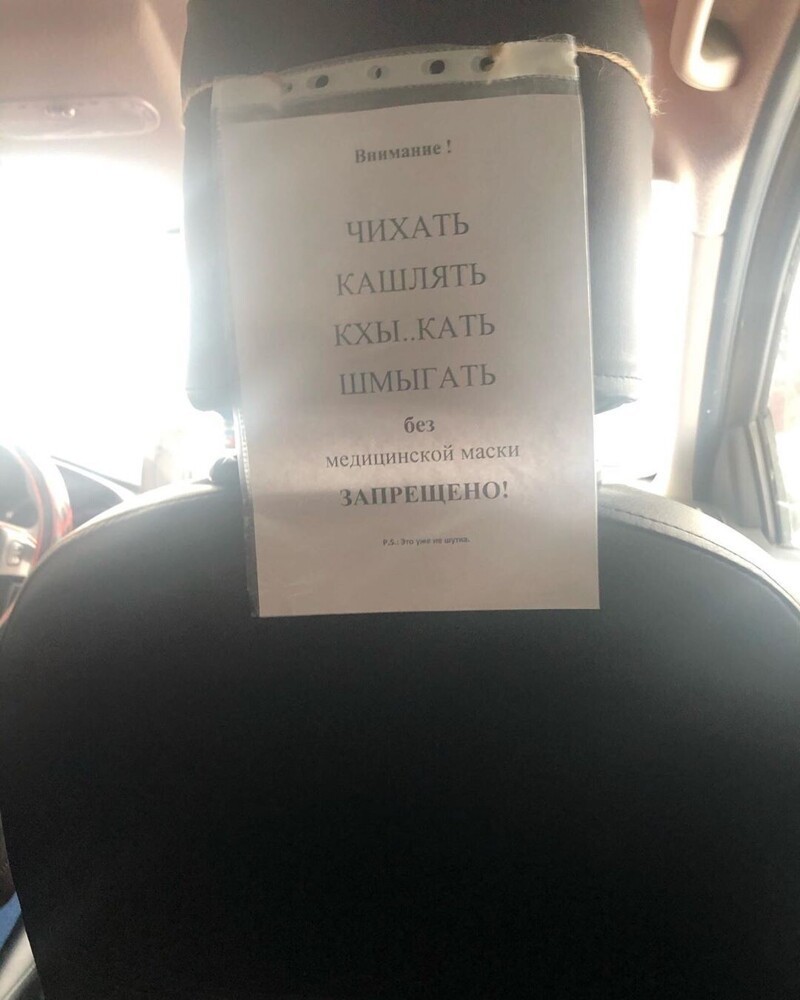 Внимание !
ЧИХАТЬ
КАШЛЯТЬ
КХЫ..КАТЬ
ШМЫГАТЬ
без
медицинской маски
ЗАПРЕЩЕНО!
P.S.: Это уже не шутка.